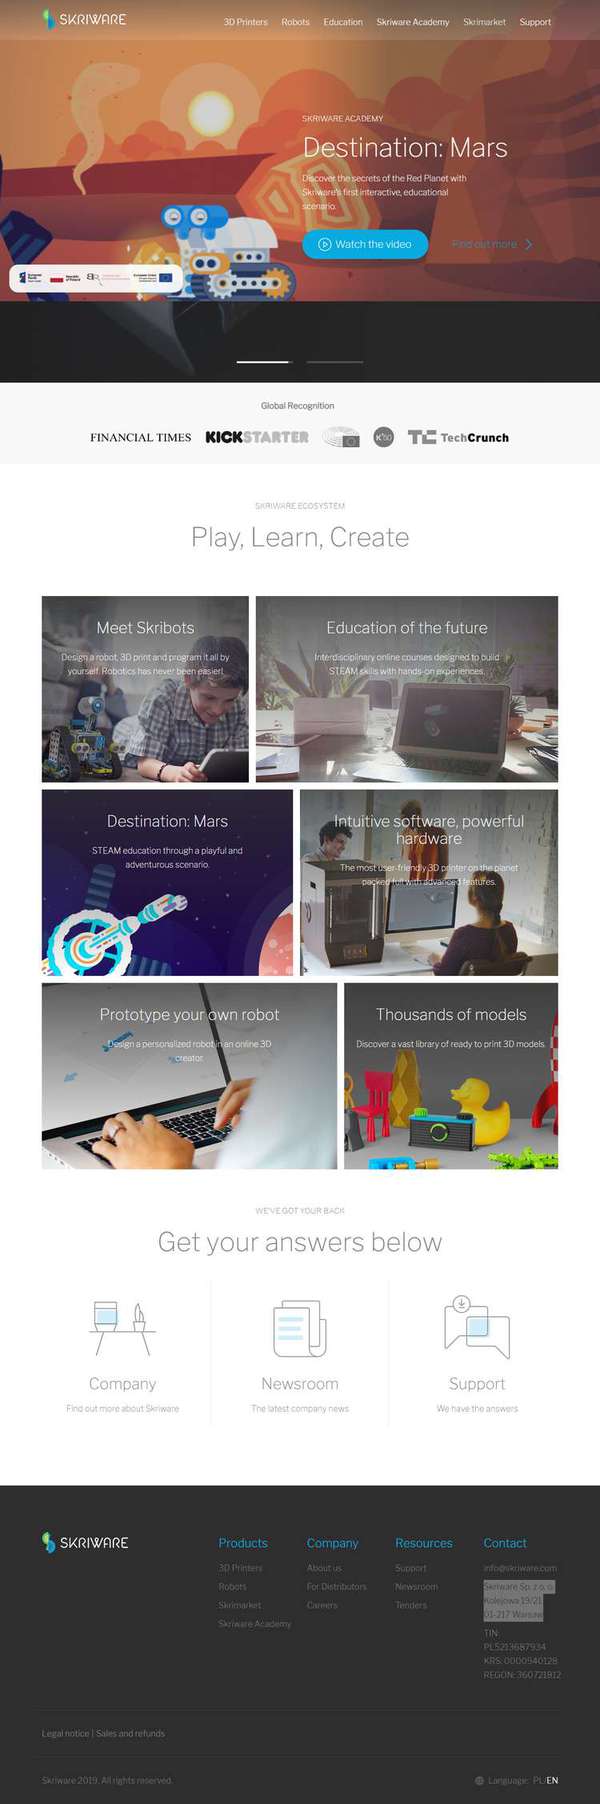 SKRIWARE
3D Printers Robots Education Skriware Academy Skrimarket Support
SKRIWARE ACADEMY
Destination: Mars
Discover the secrets of the Red Planet with
Skriware's first interactive, educational
scenario.
Watch the video Find out more
European Funds
Republic of Poland
European Union
Global Recognition
FINANCIAL TIMES KICKSTARTER K50 TC TechCrunch
SKRIWARE ECOSYSTEM
Play, Learn, Create
Meet Skribots
Design a robot, 3D print and program it all by
yourself. Robotics has never been easier!
Education of the future
Interdisciplinary online courses designed to build
STEAM skills with hands-on experiences.
Destination: Mars
STEAM education through a playful and
adventurous scenario.
Intuitive software, powerful
hardware
The most user-friendly 3D printer on the planet
packed full with advanced features.
Prototype your own robot
Design a personalized robot in an online 3D
creator.
Thousands of models
Discover a vast library of ready to print 3D models.
WE'VE GOT YOUR BACK
Get your answers below
Company
Find out more about Skriware
Newsroom
The latest company news
Support
We have the answers
SKRIWARE
Products
3D Printers
Robots
Skrimarket
Skriware Academy
Company
About us
For Distributors
Careers
Resources
Support
Newsroom
Tenders
Contact
info@skriware.com
Skriware Sp. z o. o.
Kolejowa 19/21
01-217 Warsaw
TIN:
PL5213687934
KRS: 0000940128
REGON: 360721812
Legal notice | Sales and refunds
Skriware 2019. All rights reserved.
Language: PL/EN